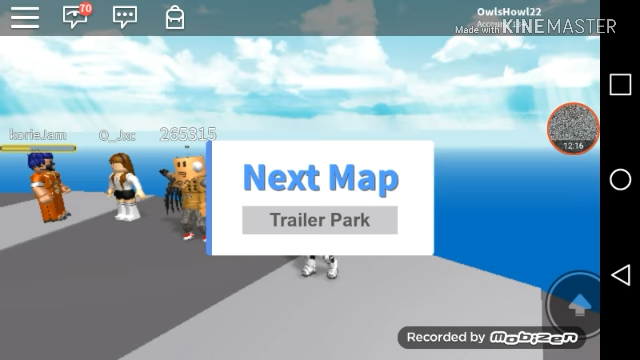 70
OwlsHowl22
Made with KINEMASTER
korieJam
O_Jxc
265315
12:16
Next Map
Trailer Park
Recorded by Mobizen